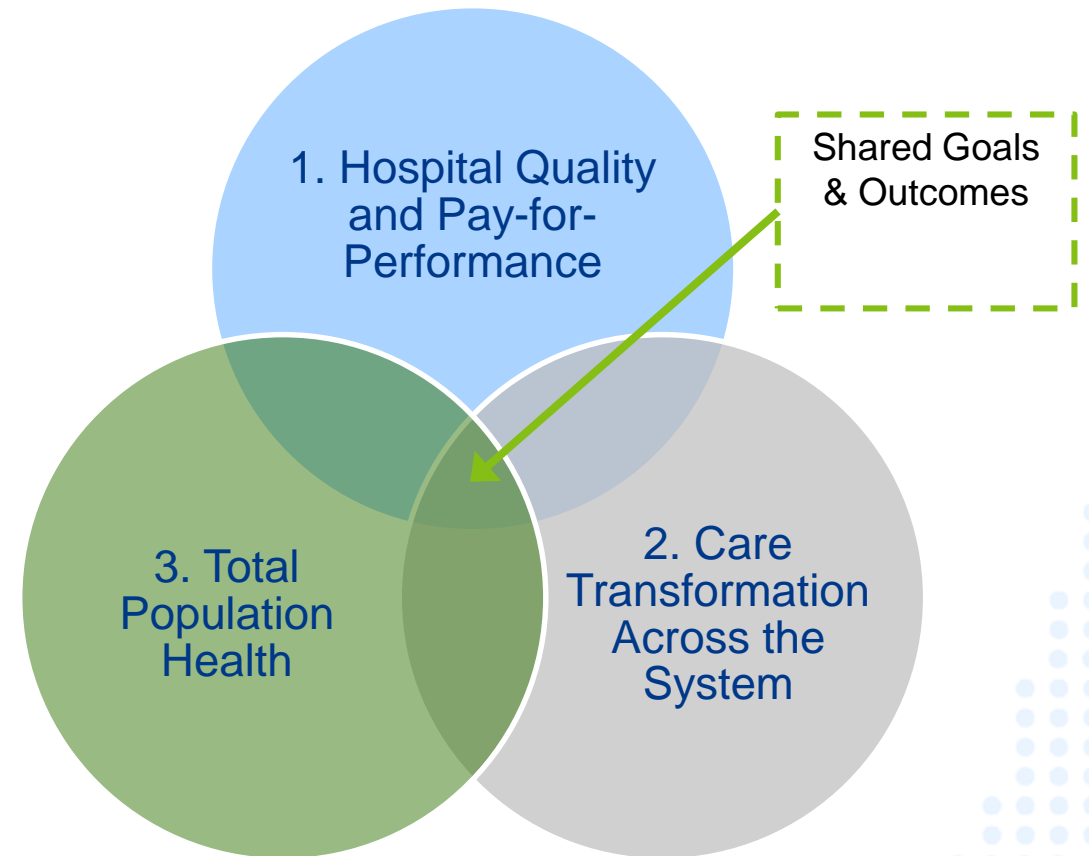 1. Hospital Quality
and Pay-for-
Performance
Shared Goals
& Outcomes
3. Total
Population
Health
2. Care
Transformation
Across the
System